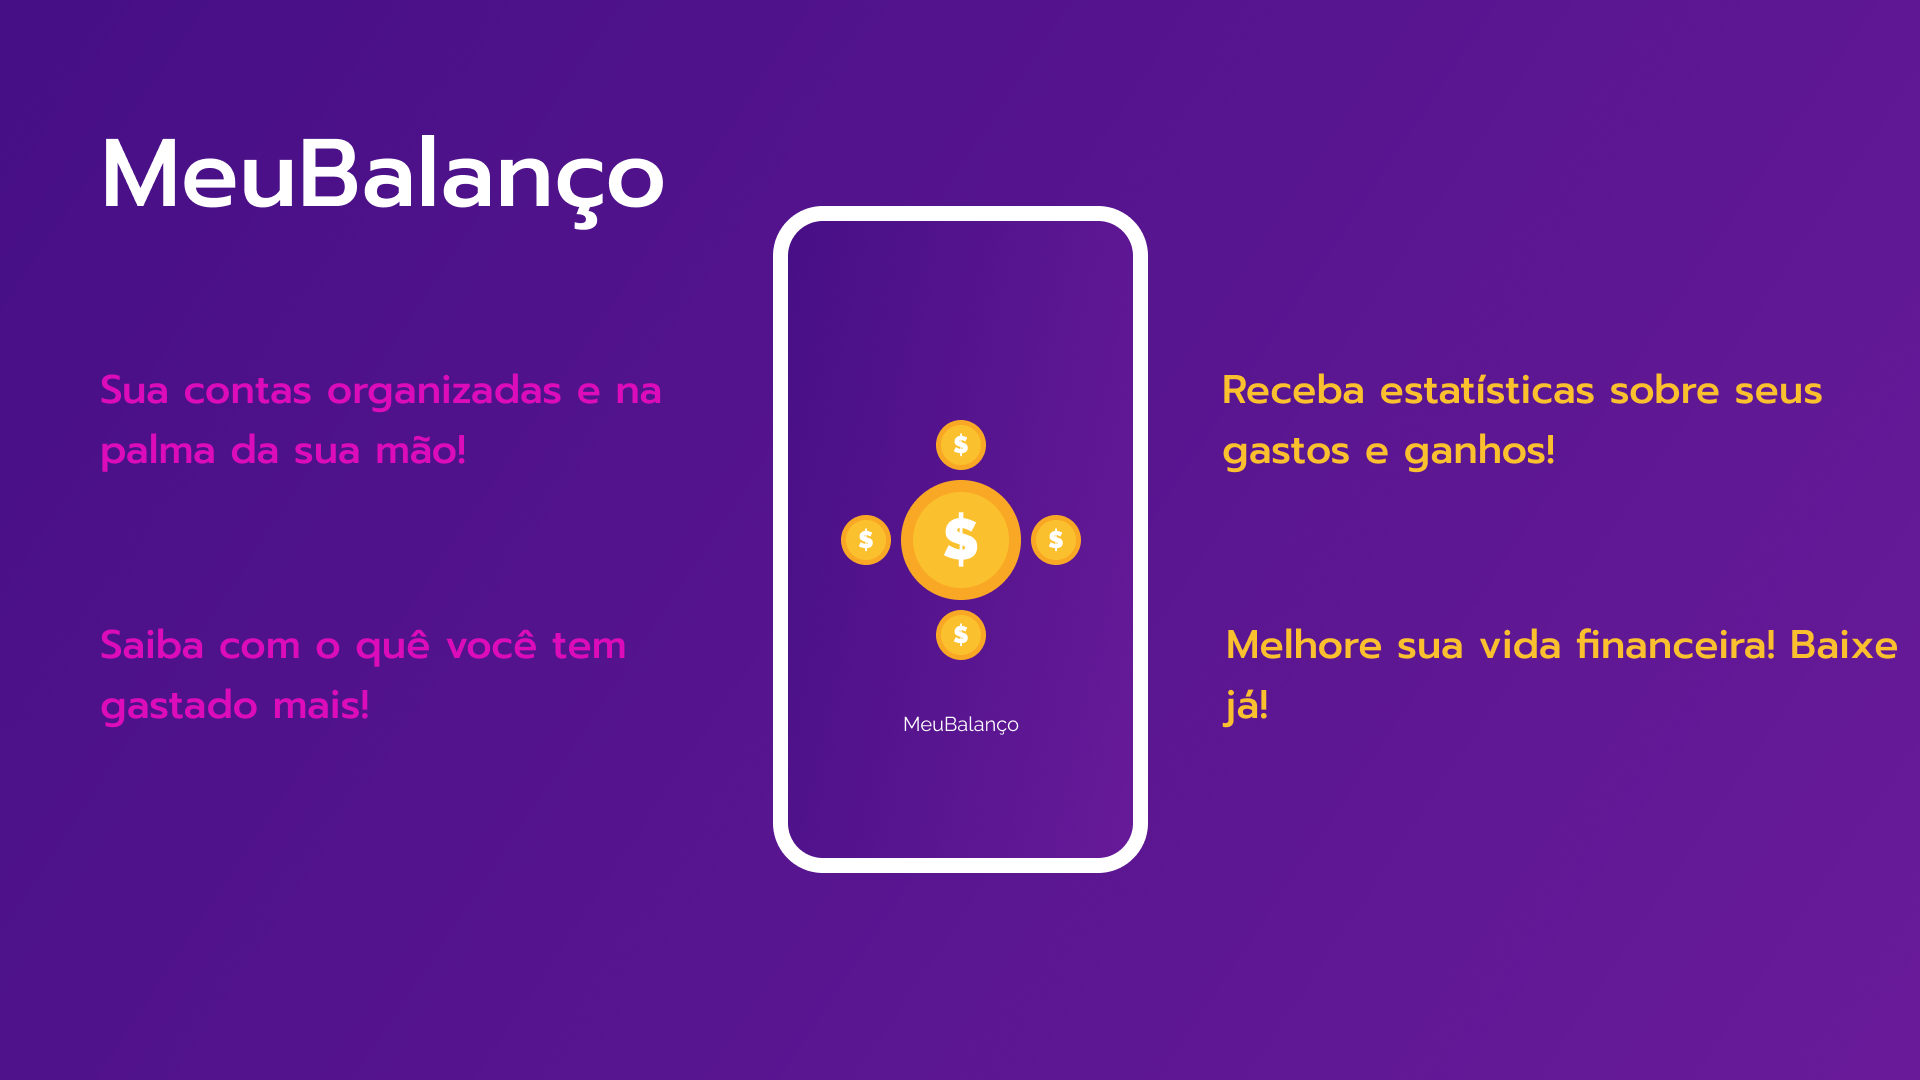 MeuBalanço
Sua contas organizadas e na
palma da sua mão!
Saiba com o quê você tem
gastado mais!
$
$
$
$
$
MeuBalanço
Receba estatísticas sobre seus
gastos e ganhos!
Melhore sua vida financeira! Baixe
já!